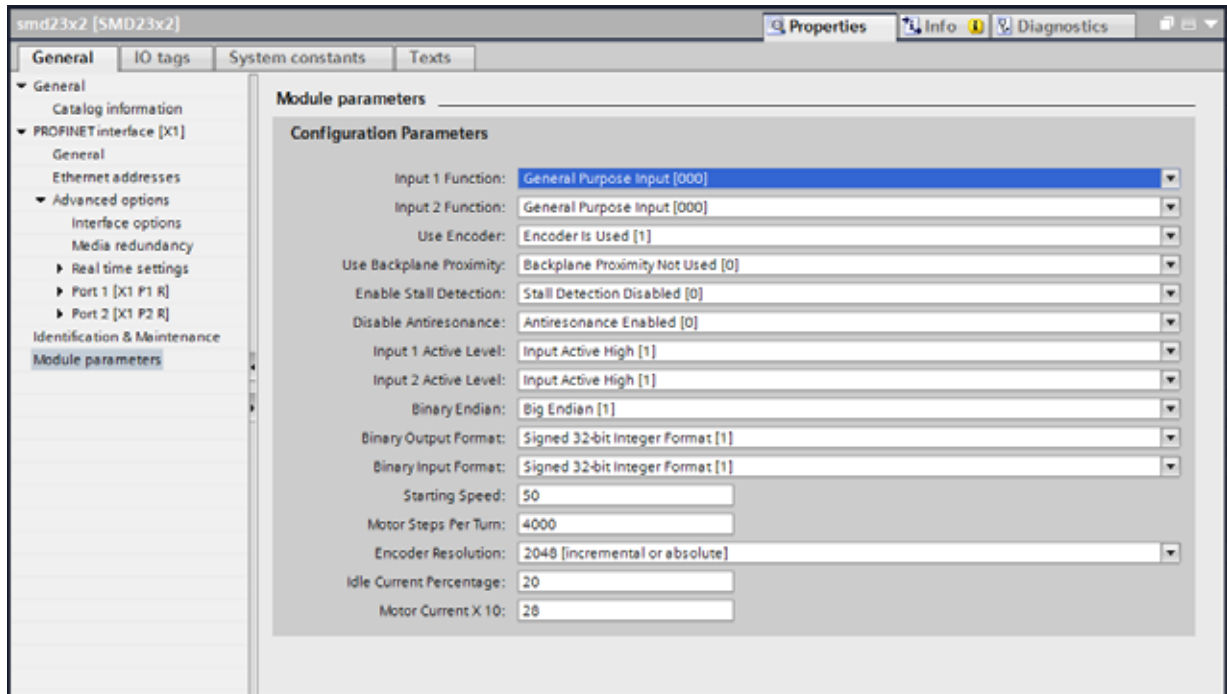 smd23x2 [SMD23x2]
Properties
Info
Diagnostics
General
IO tags
System constants
Texts
General
Catalog information
PROFINET interface [X1]
General
Ethernet addresses
Advanced options
Interface options
Media redundancy
Real time settings
Port 1 [X1 P1 R]
Port 2 [X1 P2 R]
Identification & Maintenance
Module parameters
Module parameters
Configuration Parameters
Input 1 Function: General Purpose Input [000]
Input 2 Function: General Purpose Input [000]
Use Encoder: Encoder Is Used [1]
Use Backplane Proximity: Backplane Proximity Not Used [0]
Enable Stall Detection: Stall Detection Disabled [0]
Disable Antiresonance: Antiresonance Enabled [0]
Input 1 Active Level: Input Active High [1]
Input 2 Active Level: Input Active High [1]
Binary Endian: Big Endian [1]
Binary Output Format: Signed 32-bit Integer Format [1]
Binary Input Format: Signed 32-bit Integer Format [1]
Starting Speed: 50
Motor Steps Per Turn: 4000
Encoder Resolution: 2048 [incremental or absolute]
Idle Current Percentage: 20
Motor Current X 10: 28